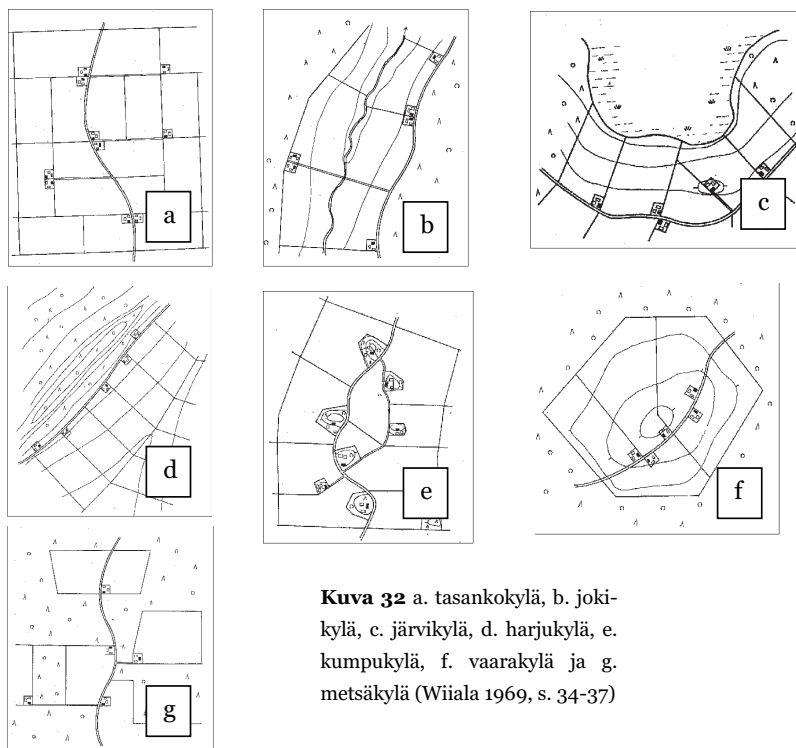 a
b
c
d
e
f
g
Kuva 32 a. tasankokylä, b. joki-
kylä, c. järvikylä, d. harjukylä, e.
kumpukylä, f. vaarakylä ja g.
metsäkylä (Wiiala 1969, s. 34-37)